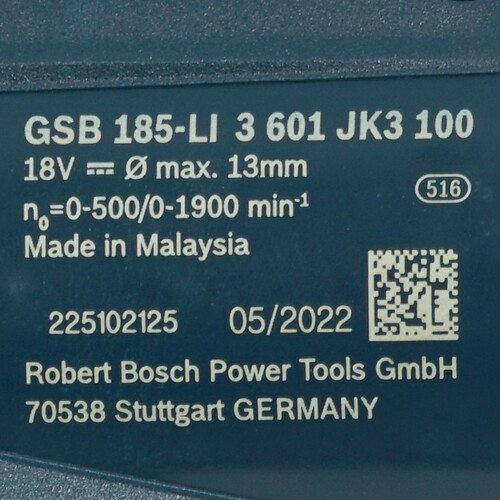 GSB 185-LI 3 601 JK3 100
18V ⎓ Ø max. 13mm
516
n₀=0-500/0-1900 min⁻¹
Made in Malaysia
225102125 05/2022
Robert Bosch Power Tools GmbH
70538 Stuttgart GERMANY